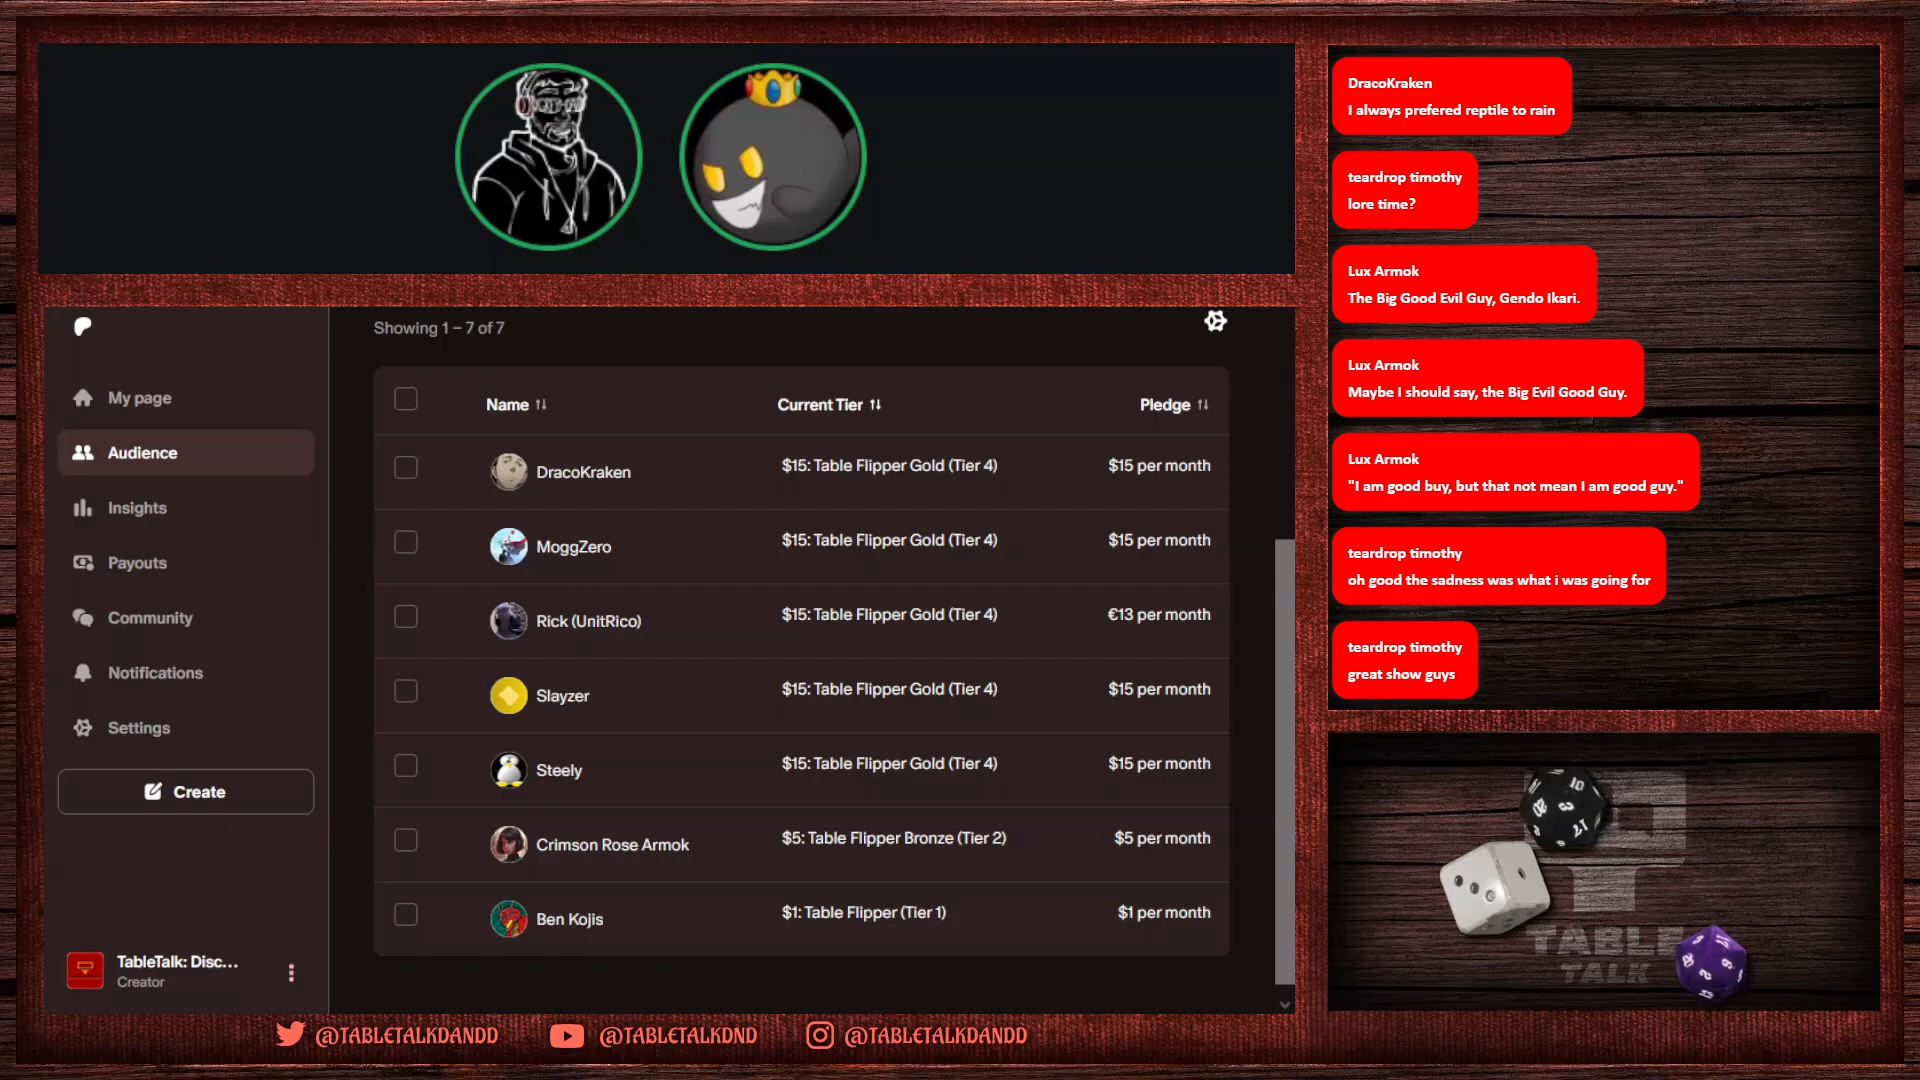 Showing 1 – 7 of 7
My page
Audience
Insights
Payouts
Community
Notifications
Settings
Create
TableTalk: Disc...
Creator
Name Current Tier Pledge
DracoKraken $15: Table Flipper Gold (Tier 4) $15 per month
MoggZero $15: Table Flipper Gold (Tier 4) $15 per month
Rick (UnitRico) $15: Table Flipper Gold (Tier 4) €13 per month
Slayzer $15: Table Flipper Gold (Tier 4) $15 per month
Steely $15: Table Flipper Gold (Tier 4) $15 per month
Crimson Rose Armok $5: Table Flipper Bronze (Tier 2) $5 per month
Ben Kojis $1: Table Flipper (Tier 1) $1 per month
DracoKraken
I always prefered reptile to rain
teardrop timothy
lore time?
Lux Armok
The Big Good Evil Guy, Gendo Ikari.
Lux Armok
Maybe I should say, the Big Evil Good Guy.
Lux Armok
"I am good buy, but that not mean I am good guy."
teardrop timothy
oh good the sadness was what i was going for
teardrop timothy
great show guys
TABLE
TALK
@TABLETALKDANDD @TABLETALKDND @TABLETALKDANDD